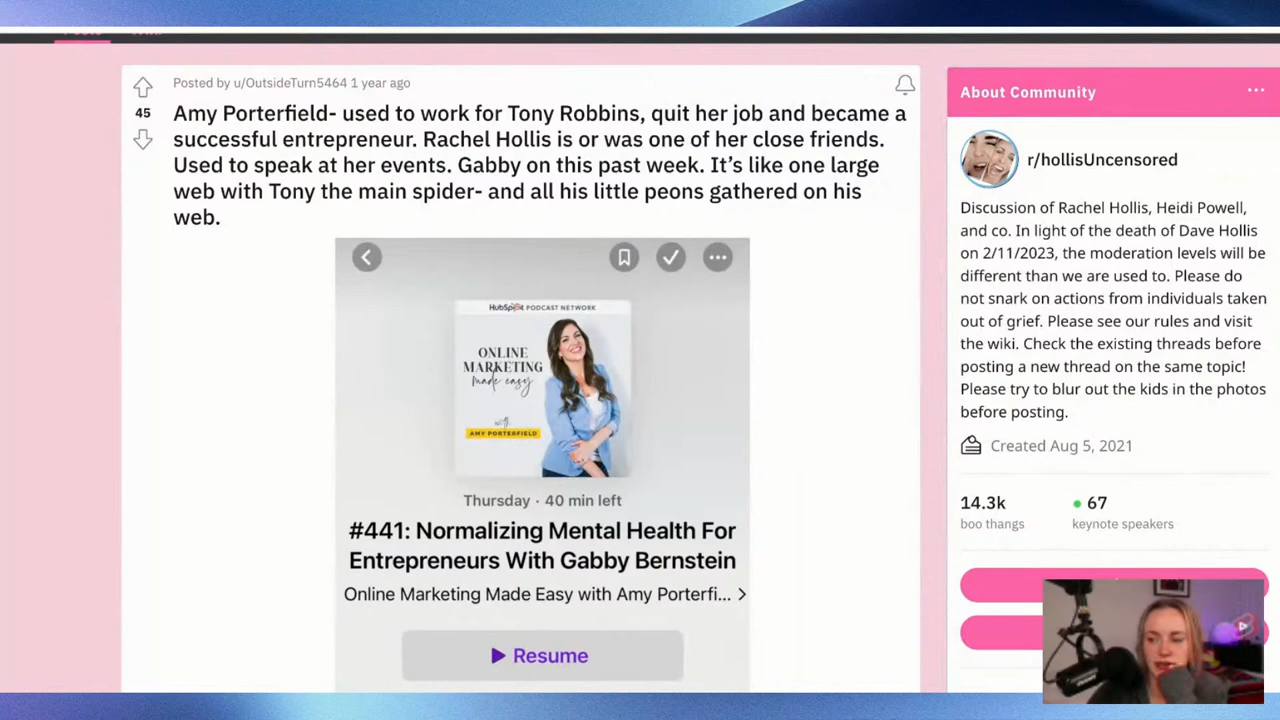 Posted by u/OutsideTurn5464 1 year ago
45
Amy Porterfield- used to work for Tony Robbins, quit her job and became a
successful entrepreneur. Rachel Hollis is or was one of her close friends.
Used to speak at her events. Gabby on this past week. It’s like one large
web with Tony the main spider- and all his little peons gathered on his
web.
HubSpot PODCAST NETWORK
ONLINE
MARKETING
made easy
with
AMY PORTERFIELD
Thursday · 40 min left
#441: Normalizing Mental Health For
Entrepreneurs With Gabby Bernstein
Online Marketing Made Easy with Amy Porterfi...
Resume
About Community
r/hollisUncensored
Discussion of Rachel Hollis, Heidi Powell,
and co. In light of the death of Dave Hollis
on 2/11/2023, the moderation levels will be
different than we are used to. Please do
not snark on actions from individuals taken
out of grief. Please see our rules and visit
the wiki. Check the existing threads before
posting a new thread on the same topic!
Please try to blur out the kids in the photos
before posting.
Created Aug 5, 2021
14.3k
boo thangs
67
keynote speakers